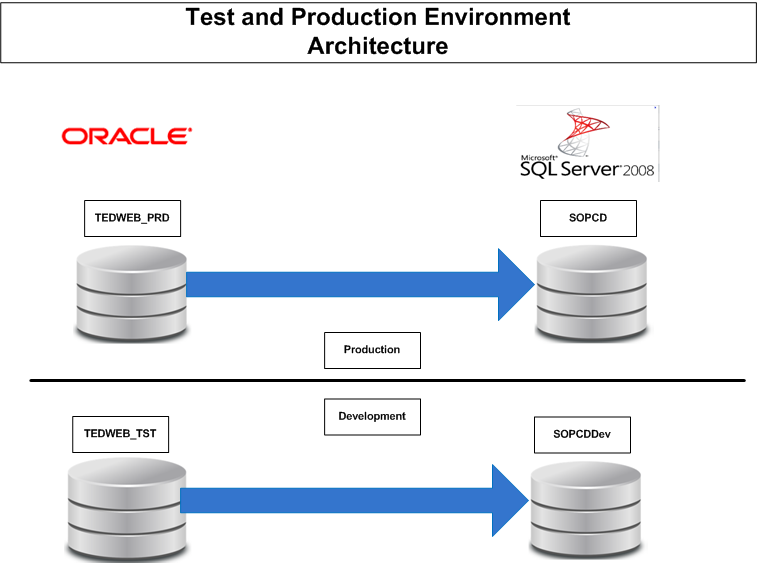 Test and Production Environment
Architecture
ORACLE
Microsoft
SQL Server 2008
TEDWEB_PRD
SOPCD
Production
Development
TEDWEB_TST
SOPCDDev